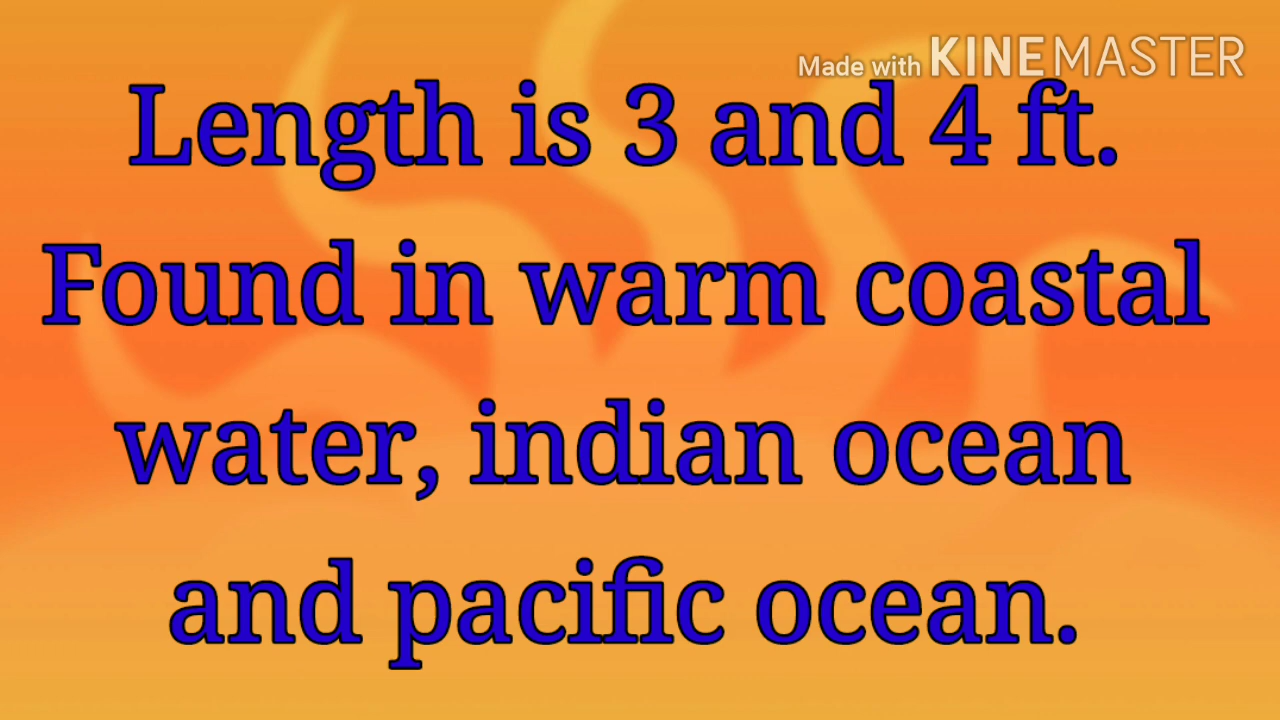 Made with KINEMASTER
Length is 3 and 4 ft.
Found in warm coastal
water, indian ocean
and pacific ocean.